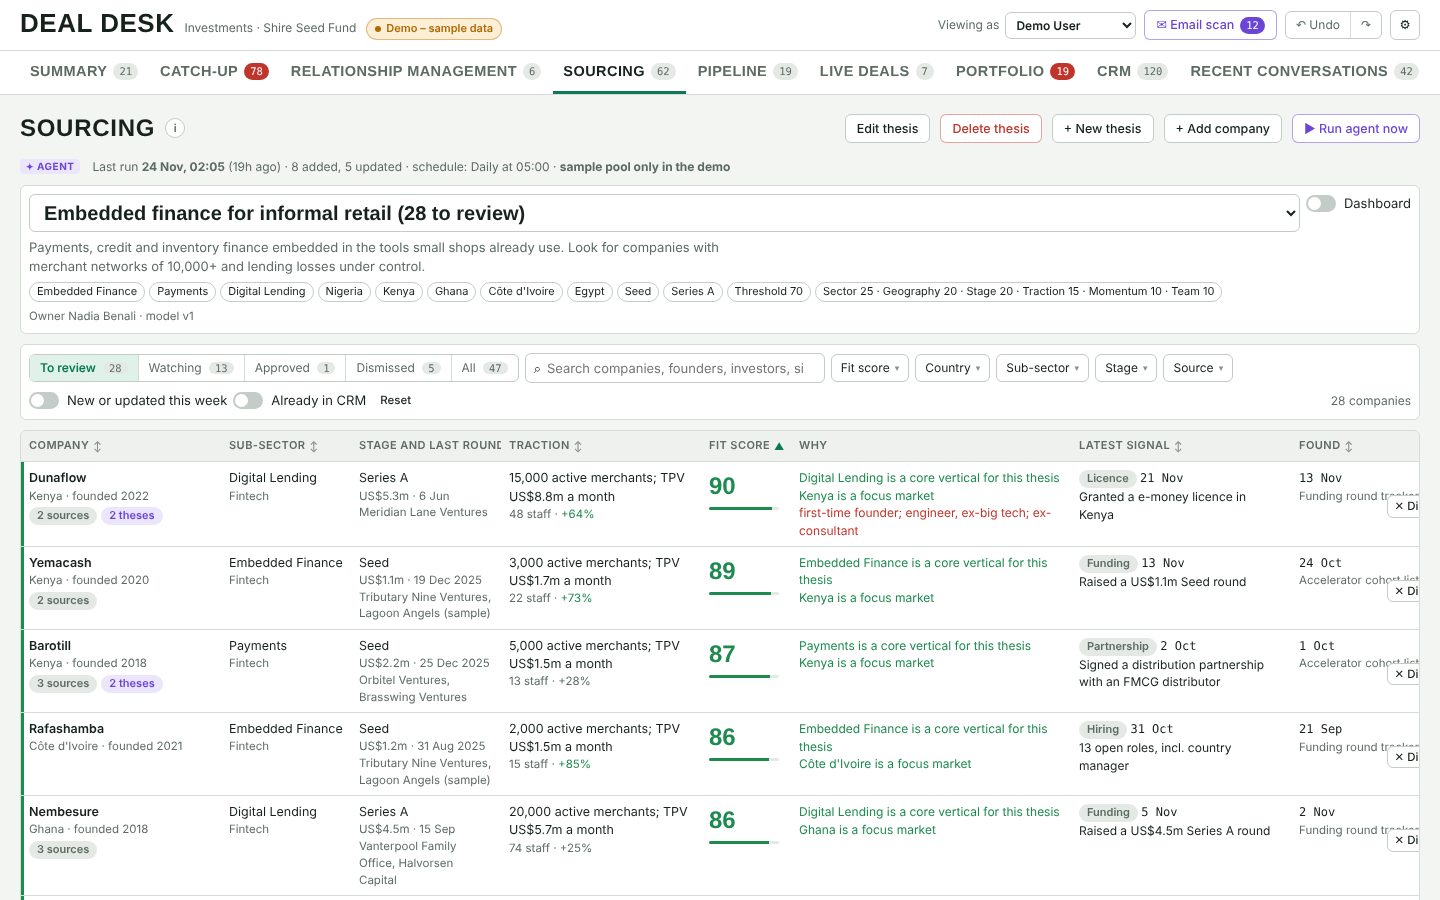 DEAL DESK Investments · Shire Seed Fund Demo – sample data Viewing as Demo User Email scan 12 Undo
SUMMARY 21 CATCH-UP 78 RELATIONSHIP MANAGEMENT 6 SOURCING 62 PIPELINE 19 LIVE DEALS 7 PORTFOLIO 19 CRM 120 RECENT CONVERSATIONS 42
SOURCING i Edit thesis Delete thesis + New thesis + Add company ▶ Run agent now
+ AGENT Last run 24 Nov, 02:05 (19h ago) · 8 added, 5 updated · schedule: Daily at 05:00 · sample pool only in the demo
Embedded finance for informal retail (28 to review) Dashboard
Payments, credit and inventory finance embedded in the tools small shops already use. Look for companies with
merchant networks of 10,000+ and lending losses under control.
Embedded Finance Payments Digital Lending Nigeria Kenya Ghana Côte d'Ivoire Egypt Seed Series A Threshold 70 Sector 25 · Geography 20 · Stage 20 · Traction 15 · Momentum 10 · Team 10
Owner Nadia Benali · model v1
To review 28 Watching 13 Approved 1 Dismissed 5 All 47 Search companies, founders, investors, si Fit score Country Sub-sector Stage Source
New or updated this week Already in CRM Reset 28 companies
COMPANY SUB-SECTOR STAGE AND LAST ROUND TRACTION FIT SCORE WHY LATEST SIGNAL FOUND
Dunaflow Digital Lending Series A 15,000 active merchants; TPV 90 Digital Lending is a core vertical for this thesis Licence 21 Nov 13 Nov
Kenya · founded 2022 Fintech US$5.3m · 6 Jun US$8.8m a month Kenya is a focus market Granted a e-money licence in Funding round
2 sources 2 theses Meridian Lane Ventures 48 staff · +64% first-time founder; engineer, ex-big tech; ex- Kenya ✕ Di
consultant
Yemacash Embedded Finance Seed 3,000 active merchants; TPV 89 Embedded Finance is a core vertical for this Funding 13 Nov 24 Oct
Kenya · founded 2020 Fintech US$1.1m · 19 Dec 2025 US$1.7m a month thesis Raised a US$1.1m Seed round Accelerator cohort
2 sources Tributary Nine Ventures, 22 staff · +73% Kenya is a focus market ✕ Di
Lagoon Angels (sample)
Barotill Payments Seed 5,000 active merchants; TPV 87 Payments is a core vertical for this thesis Partnership 2 Oct 1 Oct
Kenya · founded 2018 Fintech US$2.2m · 25 Dec 2025 US$1.5m a month Kenya is a focus market Signed a distribution partnership Accelerator cohort
3 sources 2 theses Orbitel Ventures, 13 staff · +28% with an FMCG distributor ✕ Di
Brasswing Ventures
Rafashamba Embedded Finance Seed 2,000 active merchants; TPV 86 Embedded Finance is a core vertical for this Hiring 31 Oct 21 Sep
Côte d'Ivoire · founded 2021 Fintech US$1.2m · 31 Aug 2025 US$1.5m a month thesis 13 open roles, incl. country Funding round
Tributary Nine Ventures, 15 staff · +85% Côte d'Ivoire is a focus market manager ✕ Di
Lagoon Angels (sample)
Nembesure Digital Lending Series A 20,000 active merchants; TPV 86 Digital Lending is a core vertical for this thesis Funding 5 Nov 2 Nov
Ghana · founded 2018 Fintech US$4.5m · 15 Sep US$5.7m a month Ghana is a focus market Raised a US$4.5m Series A round Funding round
3 sources Vanterpool Family 74 staff · +25% ✕ Di
Office, Halvorsen
Capital